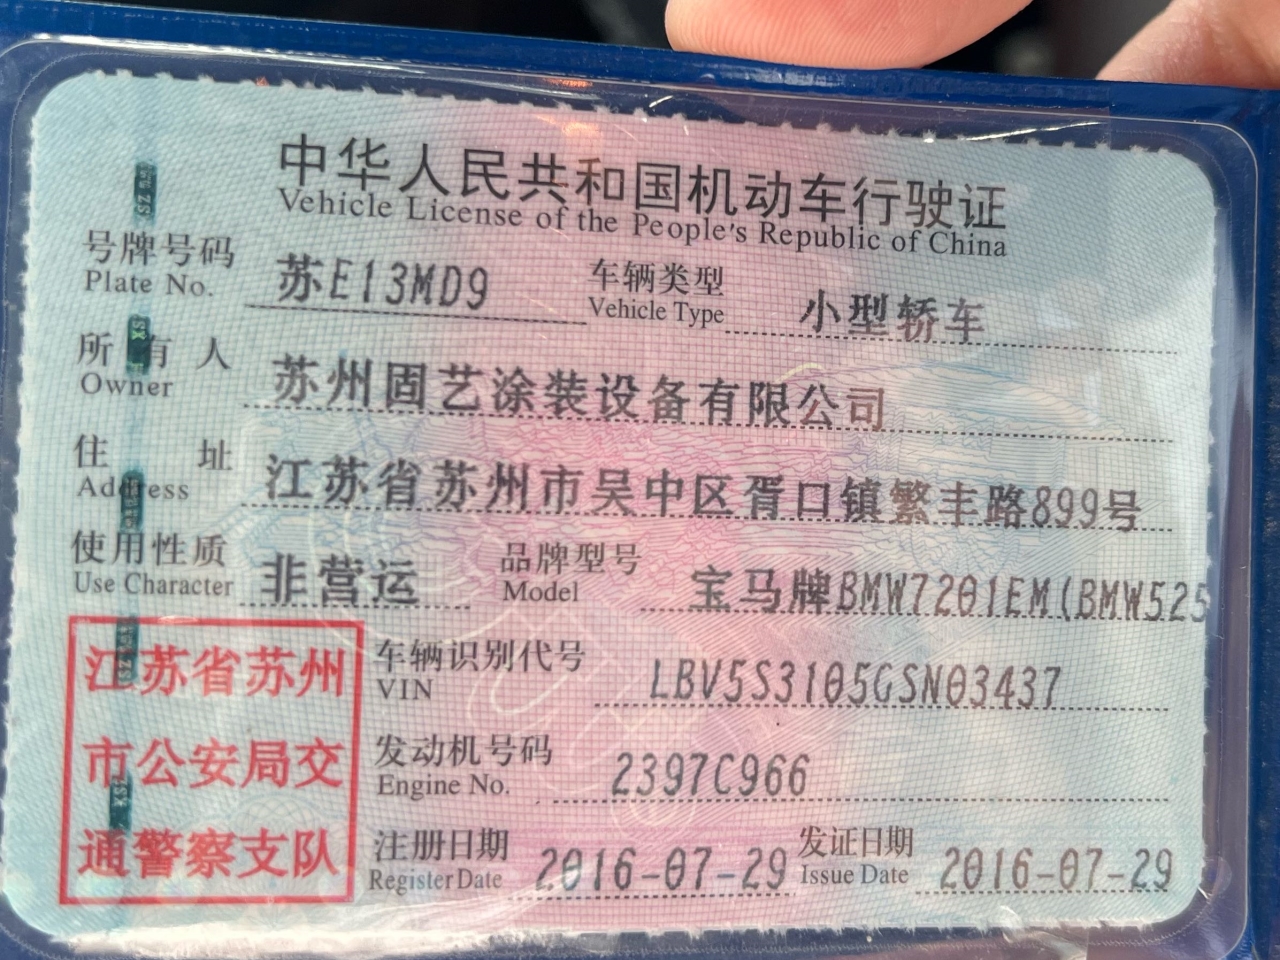 中华人民共和国机动车行驶证
Vehicle License of the People's Republic of China
号牌号码 苏E13MD9 车辆类型 小型轿车
Plate No. Vehicle Type
所有人 苏州固艺涂装设备有限公司
Owner
住址 江苏省苏州市吴中区胥口镇繁丰路899号
Address
使用性质 非营运 品牌型号 宝马牌BMW7201EM(BMW525
Use Character Model
江苏省苏州
市公安局交
通警察支队
车辆识别代号 LBV5S3105GSN03437
VIN
发动机号码 2397C966
Engine No.
注册日期 2016-07-29 发证日期 2016-07-29
Register Date Issue Date